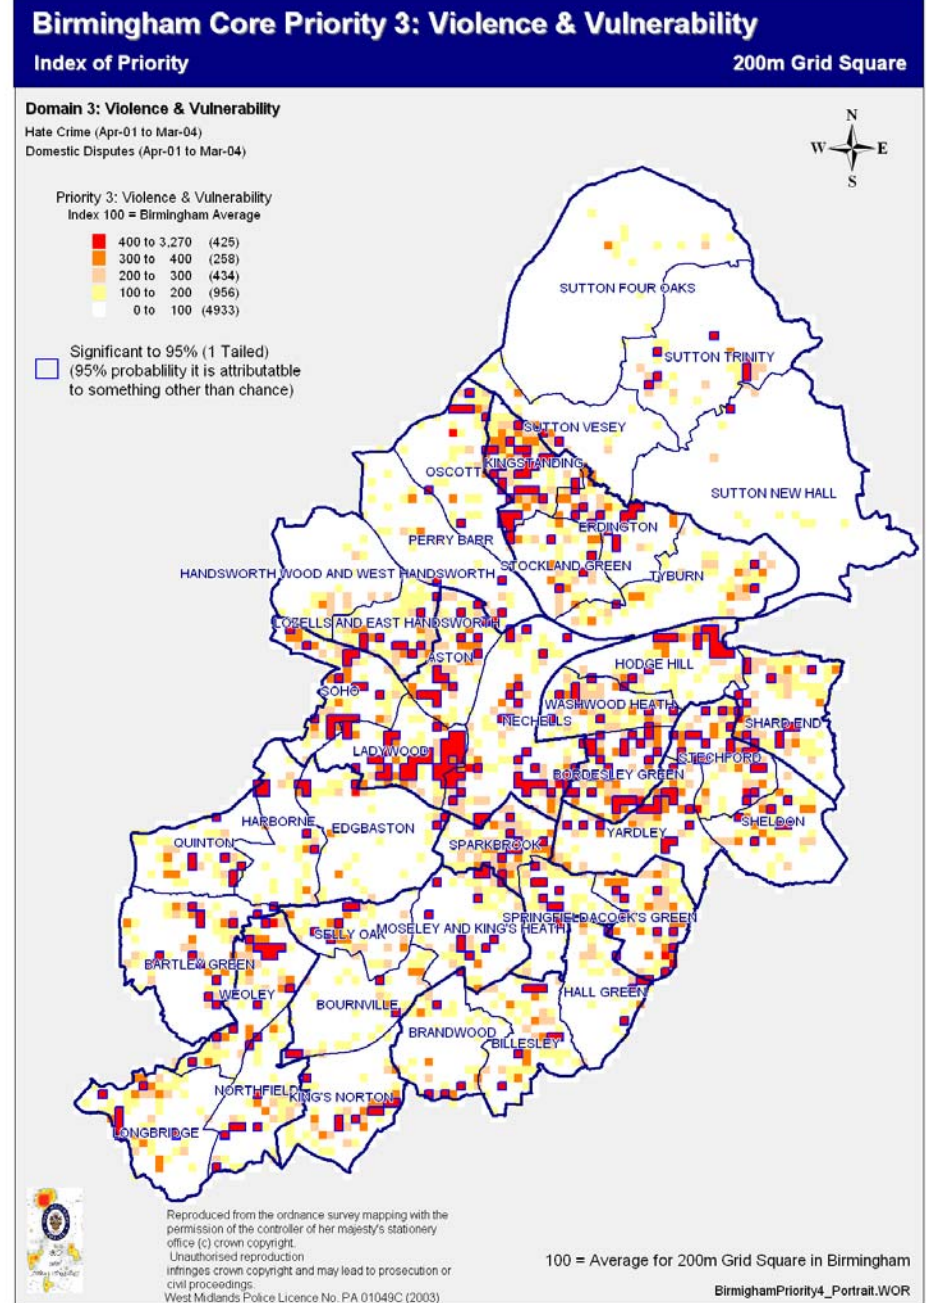 Birmingham Core Priority 3: Violence & Vulnerability
Index of Priority 200m Grid Square
Domain 3: Violence & Vulnerability
Hate Crime (Apr-01 to Mar-04)
Domestic Disputes (Apr-01 to Mar-04)
N
W E
S
Priority 3: Violence & Vulnerability
Index 100 = Birmingham Average
400 to 3,270 (425)
300 to 400 (258)
200 to 300 (434)
100 to 200 (956)
0 to 100 (4933)
Significant to 95% (1 Tailed)
(95% probablility it is attributatble
to something other than chance)
SUTTON FOUR OAKS
SUTTON TRINITY
SUTTON VESEY
KINGSTANDING
OSCOTT
SUTTON NEW HALL
ERDINGTON
PERRY BARR
STOCKLAND GREEN
HANDSWORTH WOOD AND WEST HANDSWORTH
TYBURN
LOZELLS AND EAST HANDSWORTH
ASTON
HODGE HILL
SOHO
WASHWOOD HEATH
NECHELLS
SHARD END
LADYWOOD
STECHFORD
BORDESLEY GREEN
HARBORNE
EDGBASTON
SHELDON
YARDLEY
QUINTON
SPARKBROOK
SPRINGFIELD
ACOCK'S GREEN
SELLY OAK
MOSELEY AND KING'S HEATH
BARTLEY GREEN
WEOLEY
HALL GREEN
BOURNVILLE
BRANDWOOD
BILLESLEY
NORTHFIELD
KING'S NORTON
LONGBRIDGE
Reproduced from the ordnance survey mapping with the
permission of the controller of her majesty's stationery
office (c) crown copyright.
Unauthorised reproduction
infringes crown copyright and may lead to prosecution or
civil proceedings.
West Midlands Police Licence No. PA 01049C (2003)
100 = Average for 200m Grid Square in Birmingham
BirmighamPriority4_Portrait.WOR